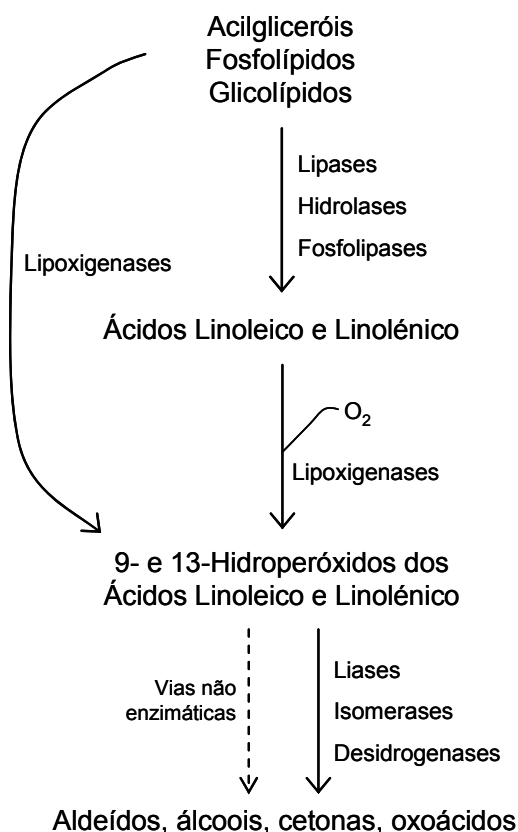 Acilgliceróis
Fosfolípidos
Glicolípidos
Lipases
Hidrolases
Fosfolipases
Lipoxigenases
Ácidos Linoleico e Linolénico
O2
Lipoxigenases
9- e 13-Hidroperóxidos dos
Ácidos Linoleico e Linolénico
Vias não
enzimáticas
Liases
Isomerases
Desidrogenases
Aldeídos, álcoois, cetonas, oxoácidos